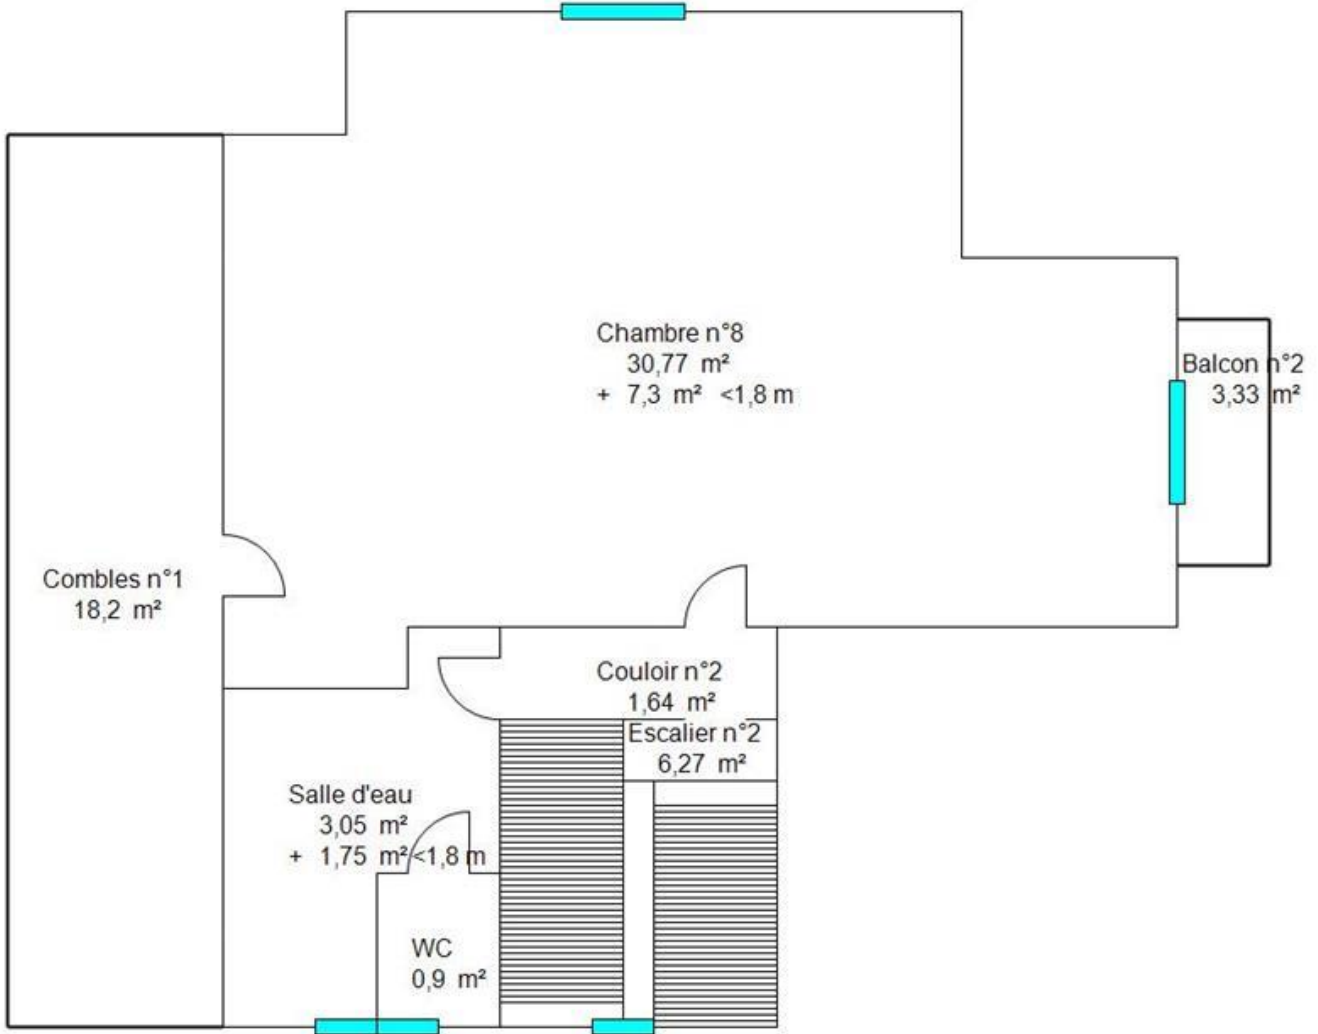 Chambre n°8
30,77 m²
+ 7,3 m² <1,8 m
Balcon n°2
3,33 m²
Combles n°1
18,2 m²
Couloir n°2
1,64 m²
Escalier n°2
6,27 m²
Salle d'eau
3,05 m²
+ 1,75 m² <1,8 m
WC
0,9 m²